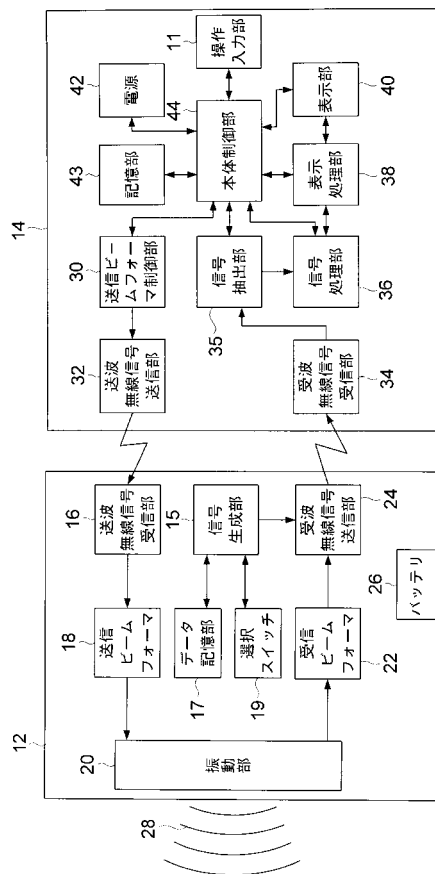 14
42
電源
11
操作
入力部
44
本体制御部
43
記憶部
40
表示部
38
表示
処理部
30
送信ビー
ムフォー
マ制御部
35
信号
抽出部
36
信号
処理部
32
送波
無線信号
送信部
34
受波
無線信号
受信部
12
16
送波
無線信号
受信部
15
信号
生成部
24
受波
無線信号
送信部
26
バッテリ
18
送信
ビーム
フォーマ
17
データ
記憶部
19
選択
スイッチ
22
受信
ビーム
フォーマ
20
振動部
28